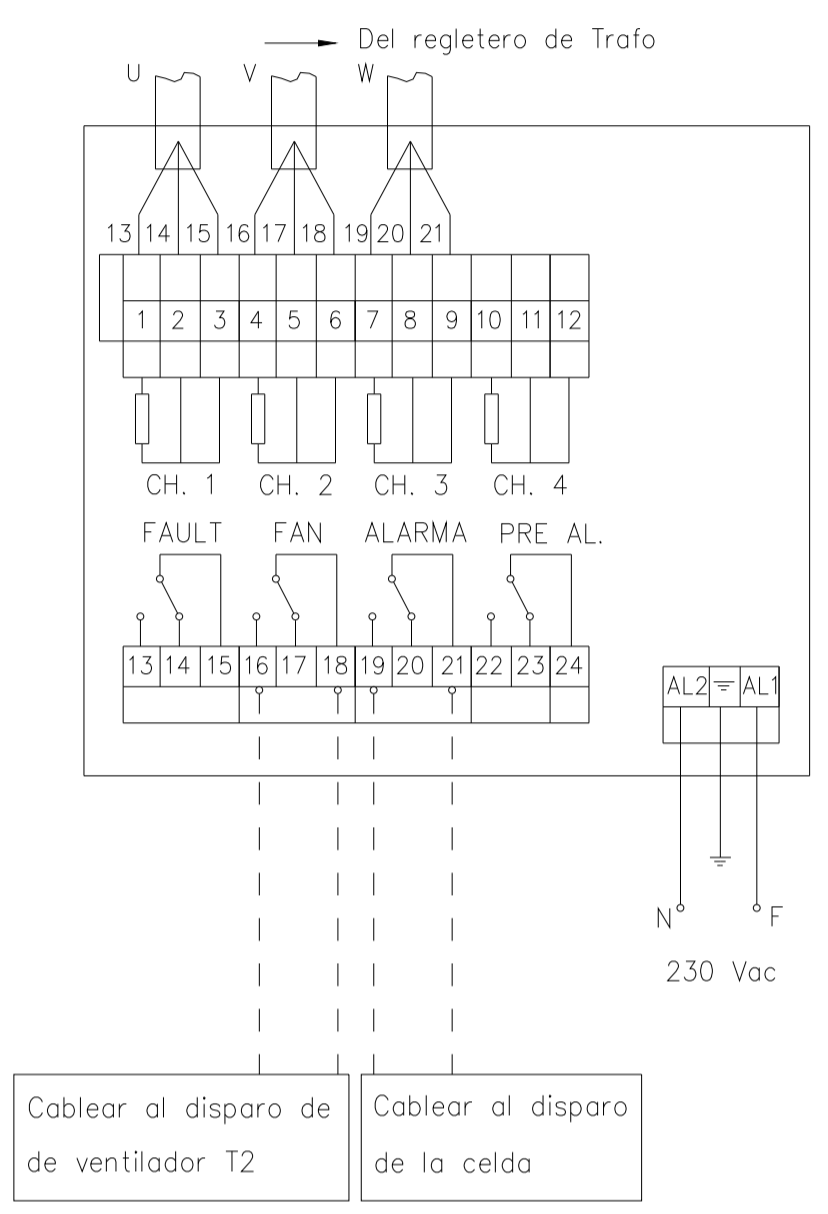 Del regletero de Trafo
U V W
13 14 15 16 17 18 19 20 21
1 2 3 4 5 6 7 8 9 10 11 12
CH. 1 CH. 2 CH. 3 CH. 4
FAULT FAN ALARMA PRE AL.
13 14 15 16 17 18 19 20 21 22 23 24
AL2 AL1
N F
230 Vac
Cablear al disparo de
de ventilador T2
Cablear al disparo
de la celda